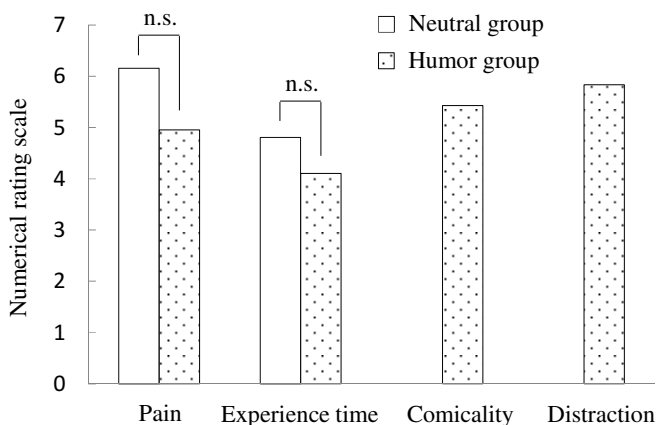 n.s.
n.s.
Neutral group
Humor group
Numerical rating scale
7
6
5
4
3
2
1
0
Pain
Experience time
Comicality
Distraction